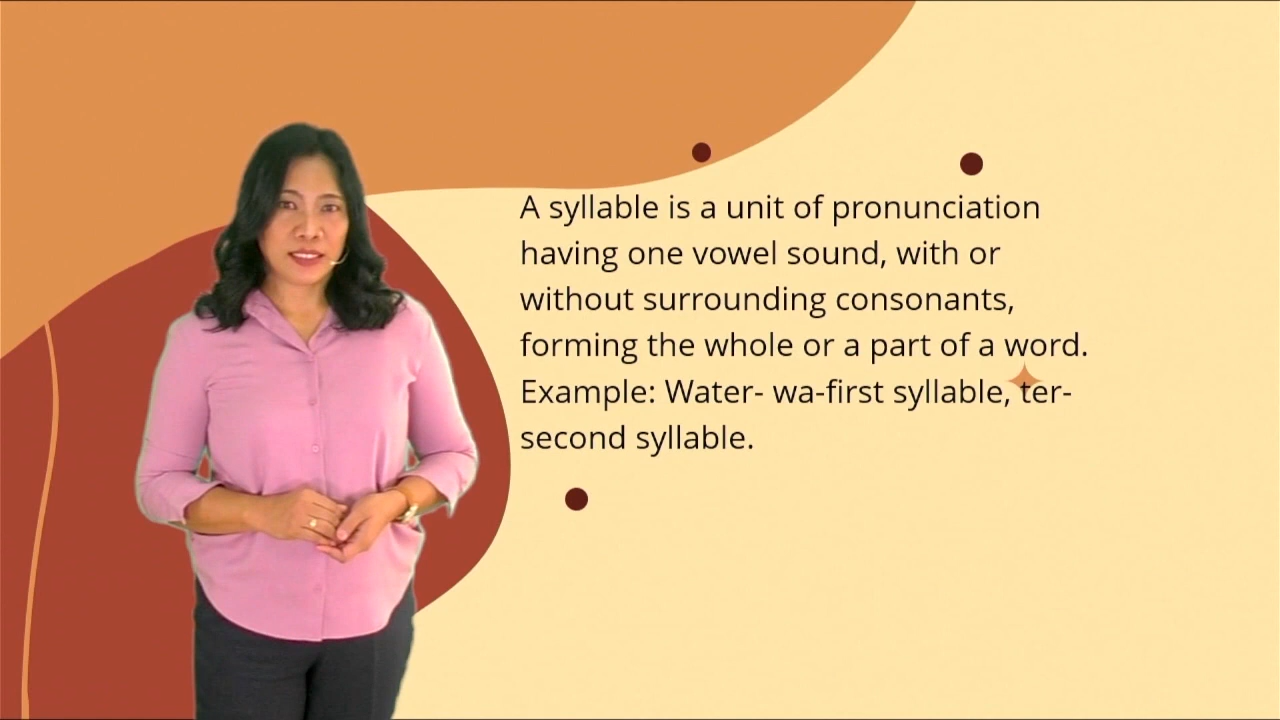 A syllable is a unit of pronunciation
having one vowel sound, with or
without surrounding consonants,
forming the whole or a part of a word.
Example: Water- wa-first syllable, ter-
second syllable.